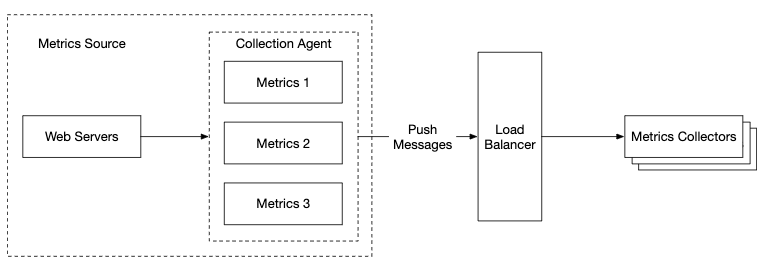 Metrics Source
Collection Agent
Metrics 1
Web Servers
Metrics 2
Metrics 3
Push
Messages
Load
Balancer
Metrics Collectors